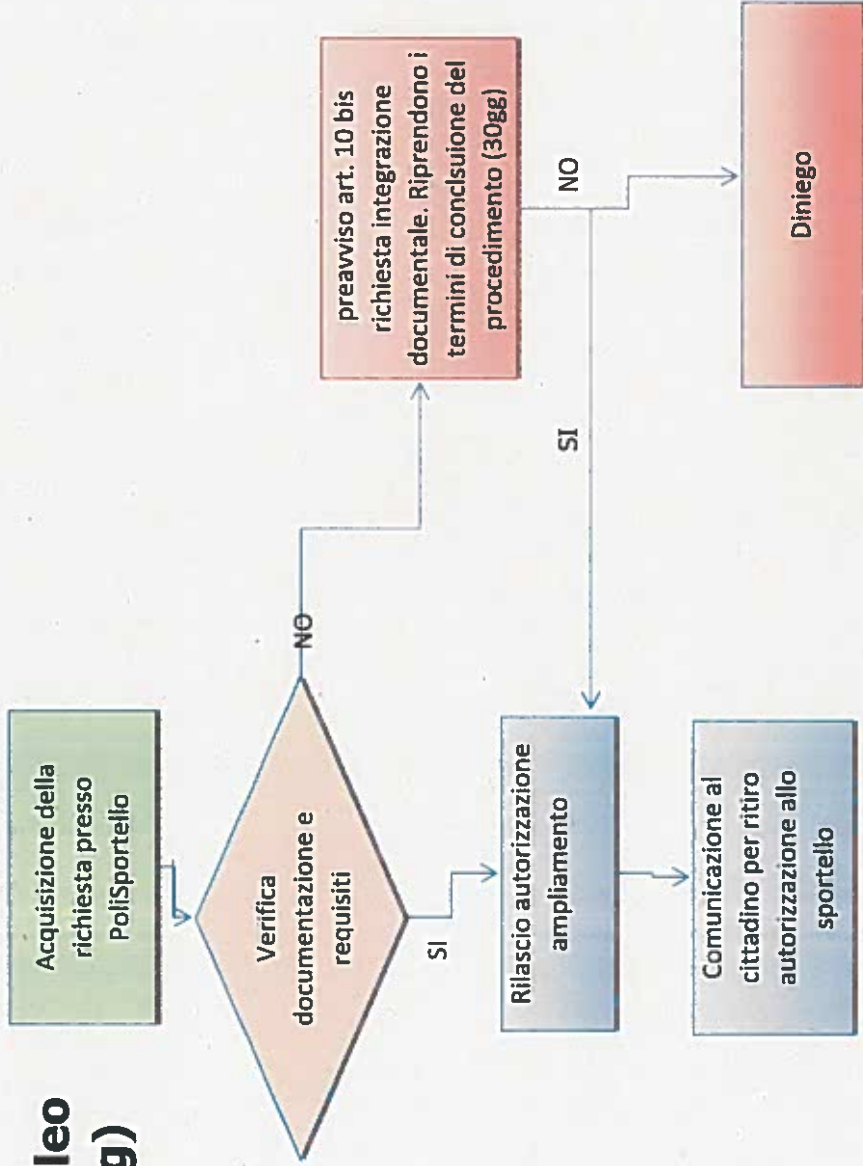 leo
g)
Acquisizione della
richiesta presso
PoliSportello
Verifica
documentazione e
requisiti
NO
SI
preavviso art. 10 bis
richiesta integrazione
documentale. Riprendono i
termini di conclsuione del
procedimento (30gg)
SI
NO
Rilascio autorizzazione
ampliamento
Comunicazione al
cittadino per ritiro
autorizzazione allo
sportello
Diniego